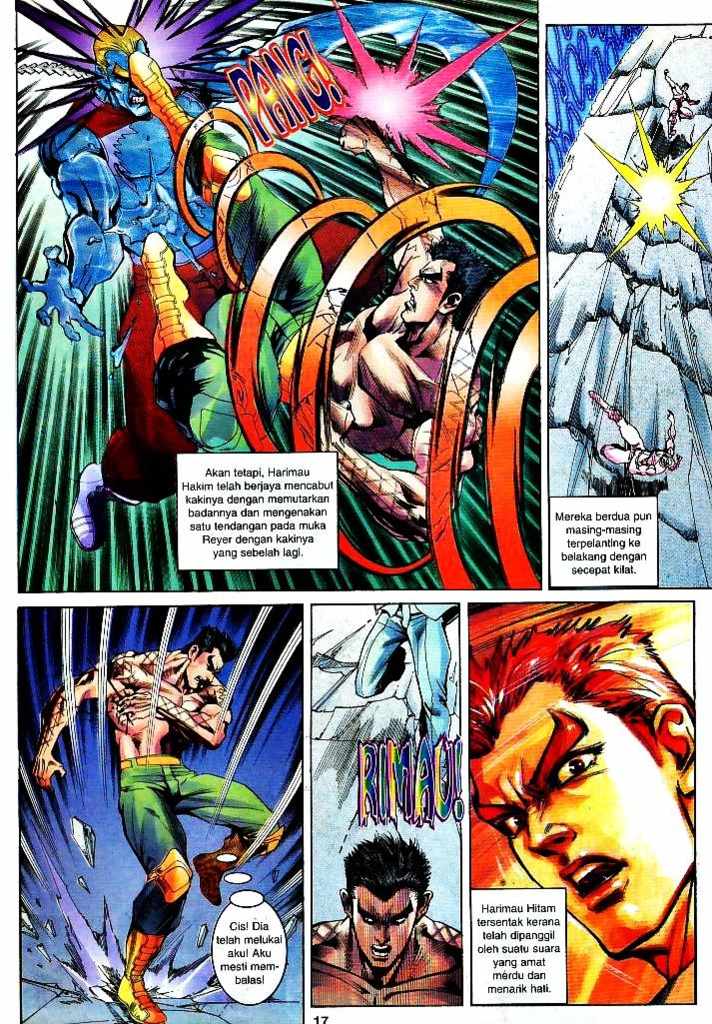 PANG!
Akan tetapi, Harimau
Hakim telah berjaya mencabut
kakinya dengan memutarkan
badannya dan mengenakan
satu tendangan pada muka
Reyer dengan kakinya
yang sebelah lagi.
Mereka berdua pun
masing-masing
terpelanting ke
belakang dengan
secepat kilat.
Cis! Dia
telah melukai
aku! Aku
mesti mem-
balas!
RIMAU!
Harimau Hitam
tersentak kerana
telah dipanggil
oleh suatu suara
yang amat
merdu dan
menarik hati.
17